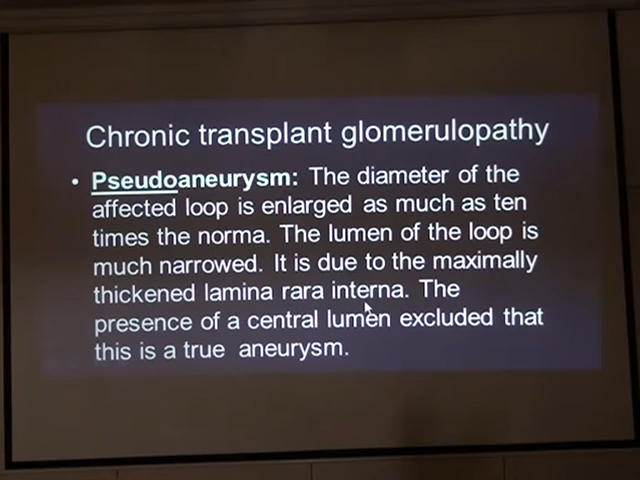 Chronic transplant glomerulopathy
• Pseudoaneurysm: The diameter of the
affected loop is enlarged as much as ten
times the norma. The lumen of the loop is
much narrowed. It is due to the maximally
thickened lamina rara interna. The
presence of a central lumen excluded that
this is a true aneurysm.